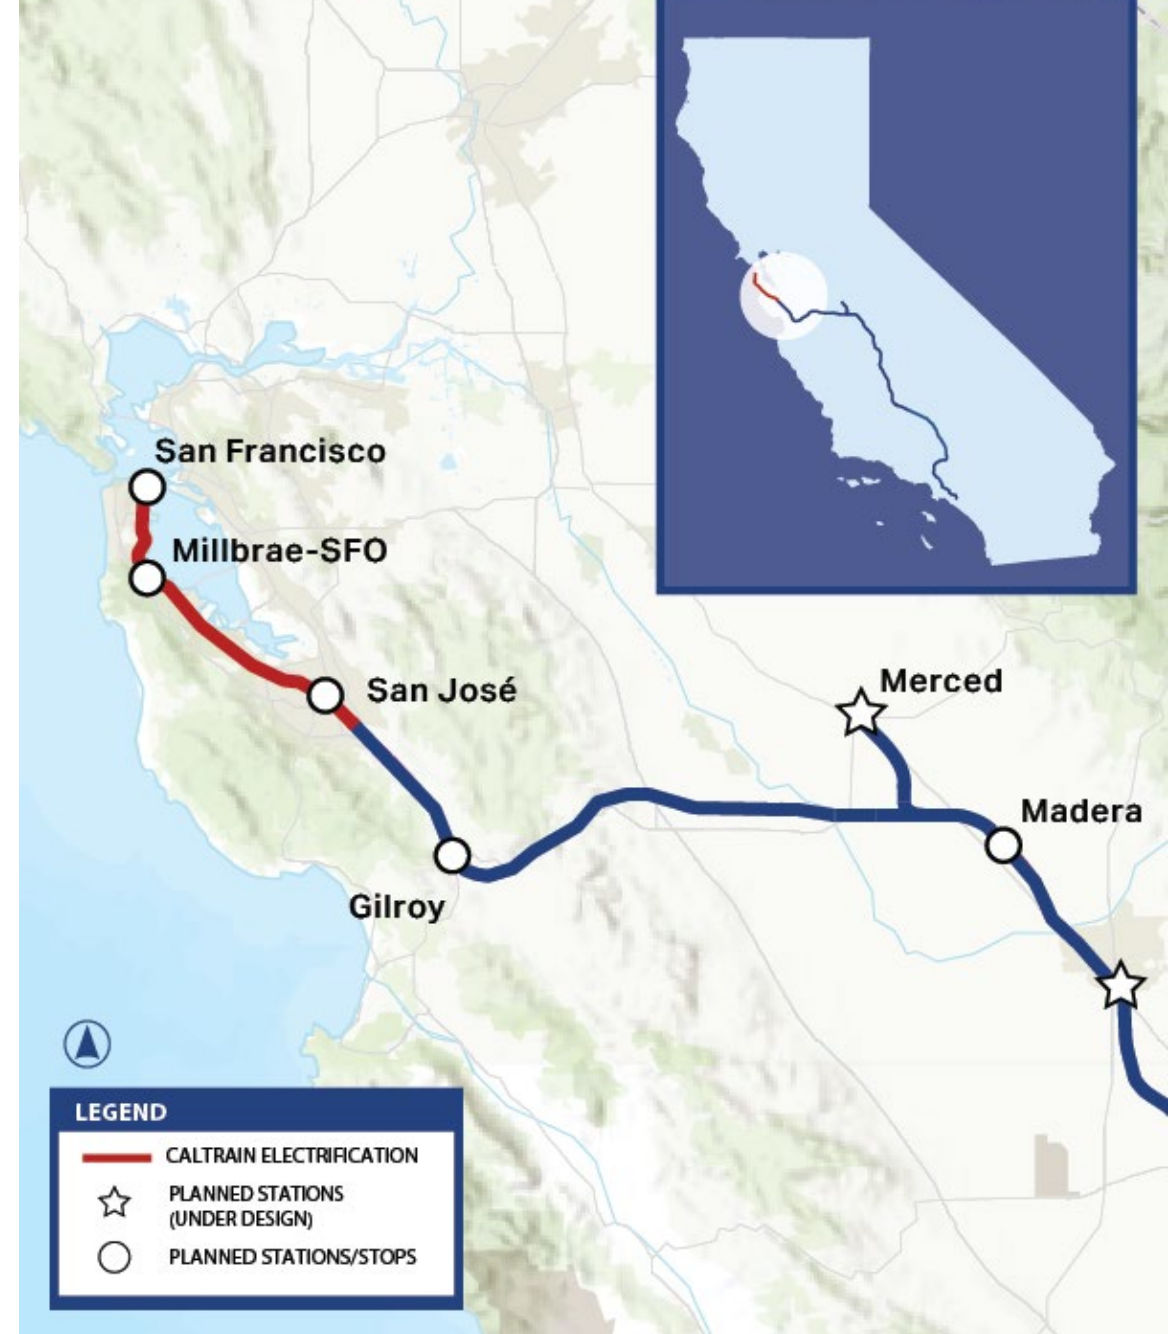 San Francisco
Millbrae-SFO
San José
Merced
Madera
Gilroy
LEGEND
CALTRAIN ELECTRIFICATION
PLANNED STATIONS
(UNDER DESIGN)
PLANNED STATIONS/STOPS